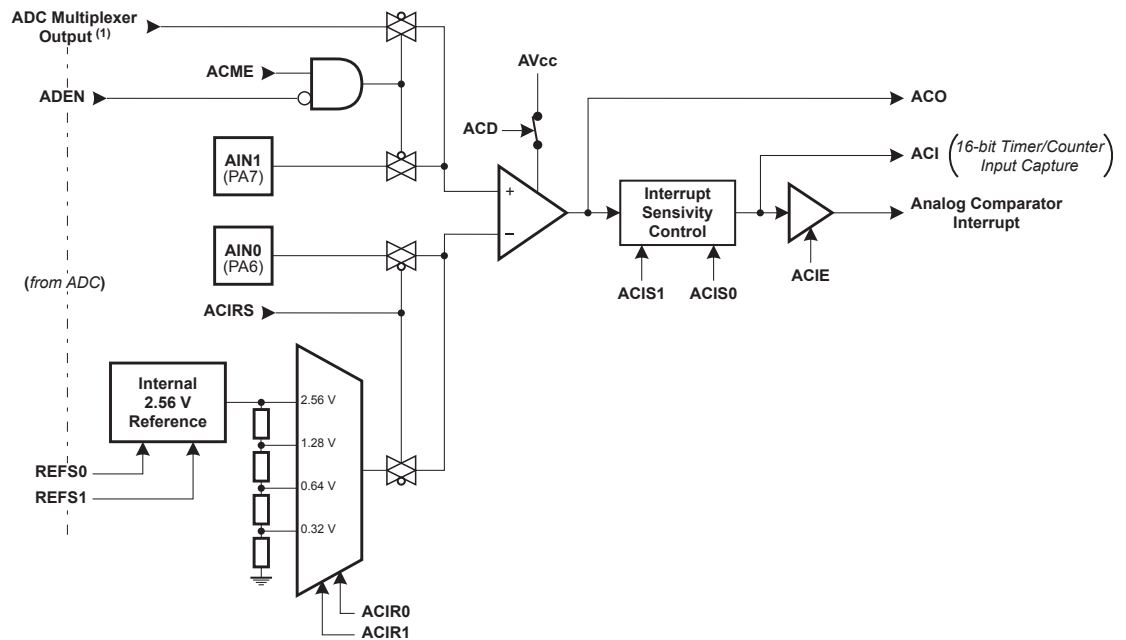 ADC Multiplexer
Output (1)
ACME
ADEN
AVcc
ACD
ACO
ACI
(16-bit Timer/Counter
Input Capture)
AIN1
(PA7)
+
−
Interrupt
Sensivity
Control
Analog Comparator
Interrupt
AIN0
(PA6)
ACIE
ACIS1
ACIS0
(from ADC)
ACIRS
Internal
2.56 V
Reference
2.56 V
1.28 V
0.64 V
0.32 V
REFS0
REFS1
ACIR0
ACIR1